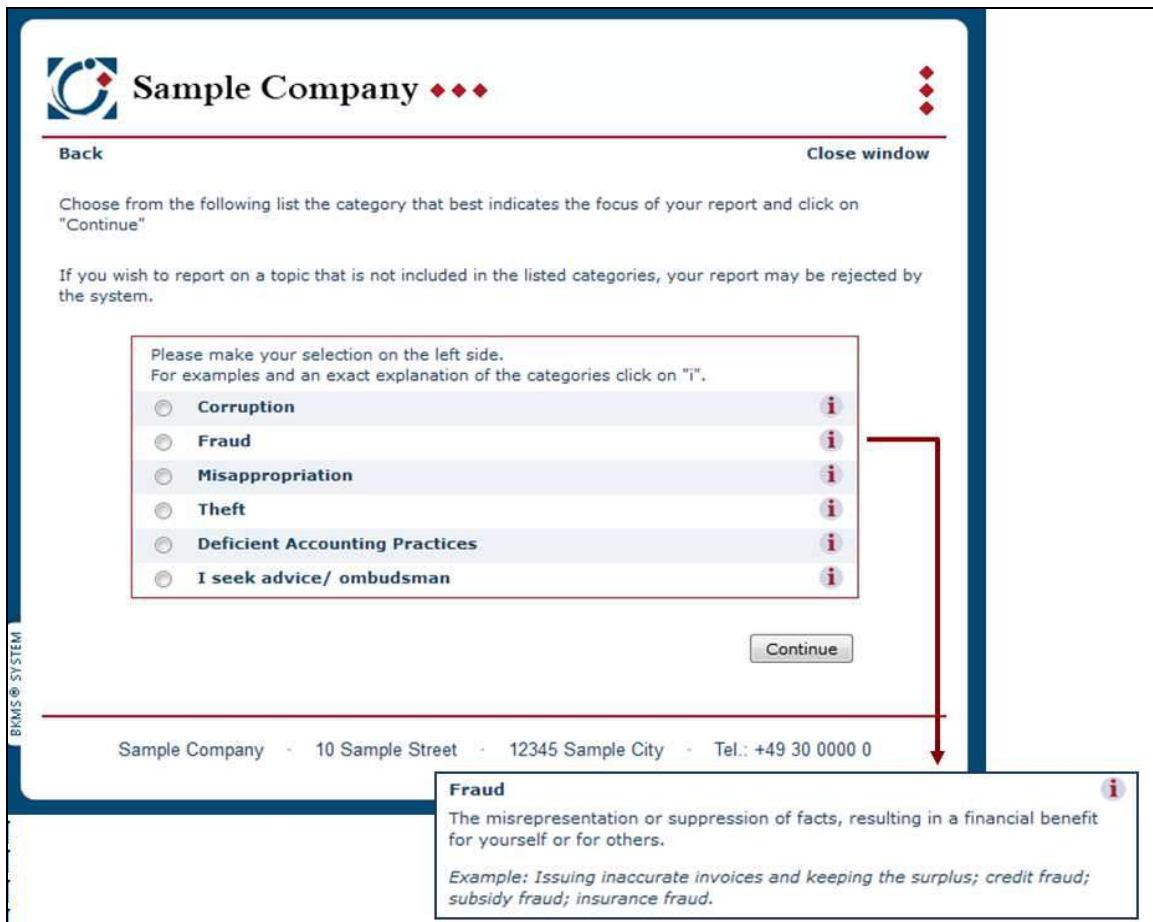 Sample Company
Back
Close window
Choose from the following list the category that best indicates the focus of your report and click on
"Continue"
If you wish to report on a topic that is not included in the listed categories, your report may be rejected by
the system.
Please make your selection on the left side.
For examples and an exact explanation of the categories click on "i".
Corruption i
Fraud i
Misappropriation i
Theft i
Deficient Accounting Practices i
I seek advice/ ombudsman i
Continue
BKMS® SYSTEM
Sample Company · 10 Sample Street · 12345 Sample City · Tel.: +49 30 0000 0
Fraud i
The misrepresentation or suppression of facts, resulting in a financial benefit
for yourself or for others.
Example: Issuing inaccurate invoices and keeping the surplus; credit fraud;
subsidy fraud; insurance fraud.